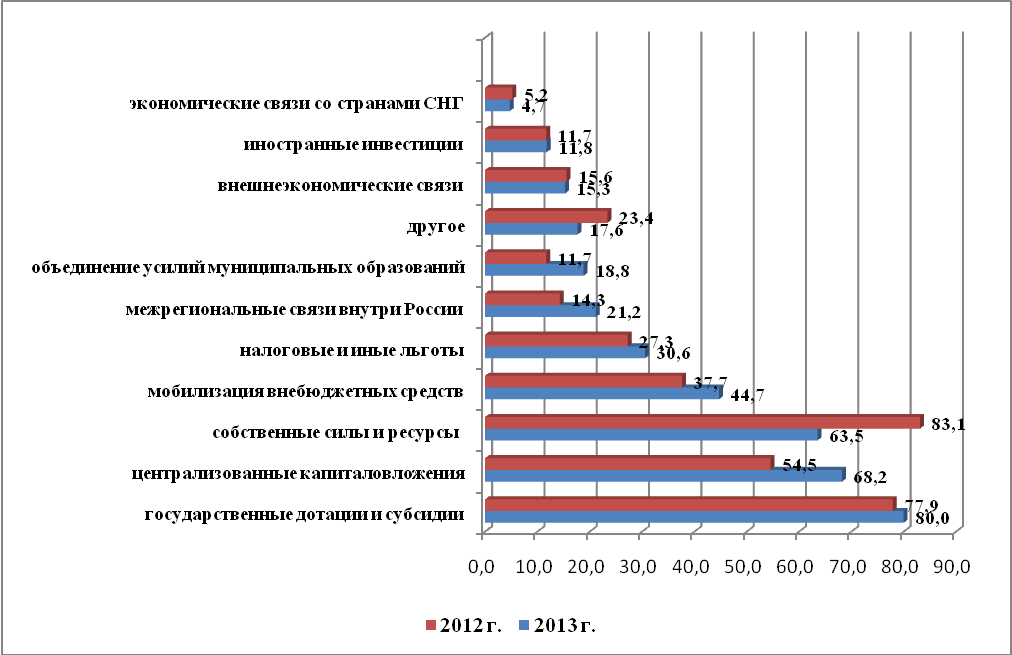 экономические связи со странами СНГ
5,2
4,7
иностранные инвестиции
11,7
11,8
внешнеэкономические связи
15,6
15,3
другое
23,4
17,6
объединение усилий муниципальных образований
11,7
18,8
межрегиональные связи внутри России
14,3
21,2
налоговые и иные льготы
27,3
30,6
мобилизация внебюджетных средств
37,7
44,7
собственные силы и ресурсы
83,1
63,5
централизованные капиталовложения
54,5
68,2
государственные дотации и субсидии
77,9
80,0
0,0 10,0 20,0 30,0 40,0 50,0 60,0 70,0 80,0 90,0
2012 г. 2013 г.